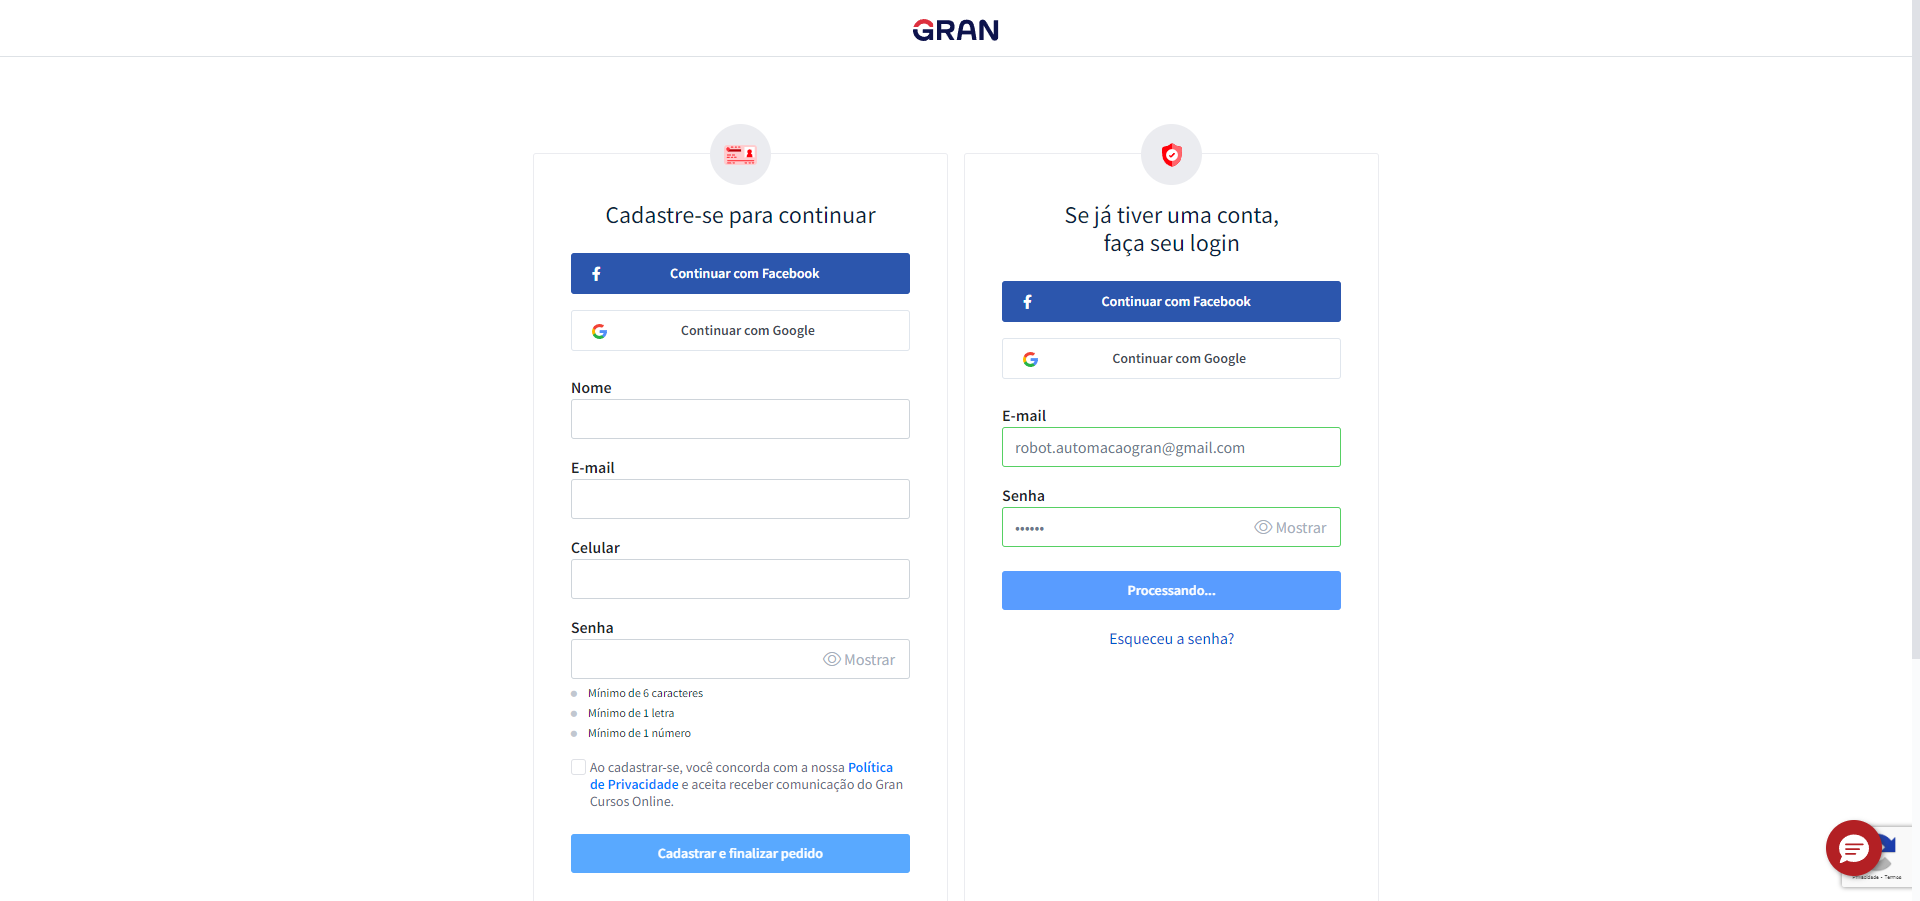 GRAN
Cadastre-se para continuar
Continuar com Facebook
Continuar com Google
Nome
E-mail
Celular
Senha
Mostrar
Mínimo de 6 caracteres
Mínimo de 1 letra
Mínimo de 1 número
Ao cadastrar-se, você concorda com a nossa Política
de Privacidade e aceita receber comunicação do Gran
Cursos Online.
Cadastrar e finalizar pedido
Se já tiver uma conta,
faça seu login
Continuar com Facebook
Continuar com Google
E-mail
robot.automacaogran@gmail.com
Senha
••••••
Mostrar
Processando...
Esqueceu a senha?
Privacidade - Termos